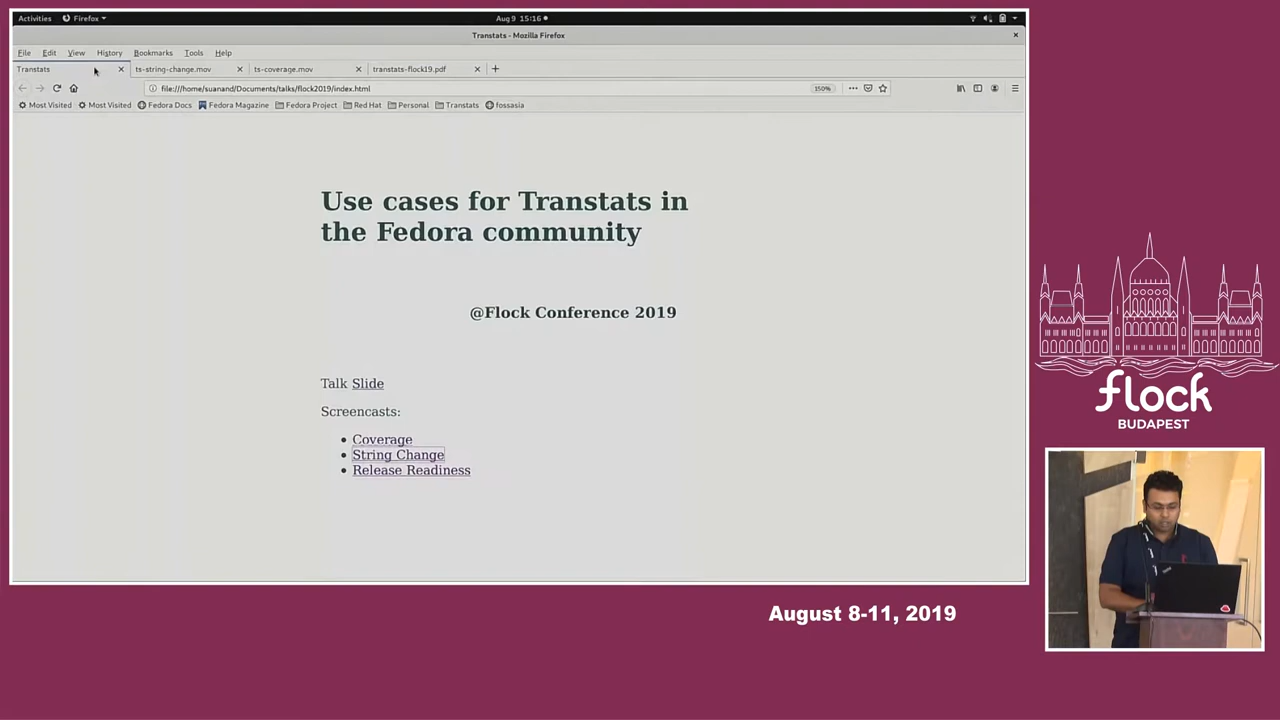 Activities Firefox Aug 9 15:16
Transtats - Mozilla Firefox
File Edit View History Bookmarks Tools Help
Transtats ts-string-change.mov ts-coverage.mov transtats-flock19.pdf
file:///home/suanand/Documents/talks/flock2019/index.html 150%
Most Visited Most Visited Fedora Docs Fedora Magazine Fedora Project Red Hat Personal Transtats fossasia
Use cases for Transtats in
the Fedora community
@Flock Conference 2019
Talk Slide
Screencasts:
• Coverage
• String Change
• Release Readiness
flock
BUDAPEST
August 8-11, 2019